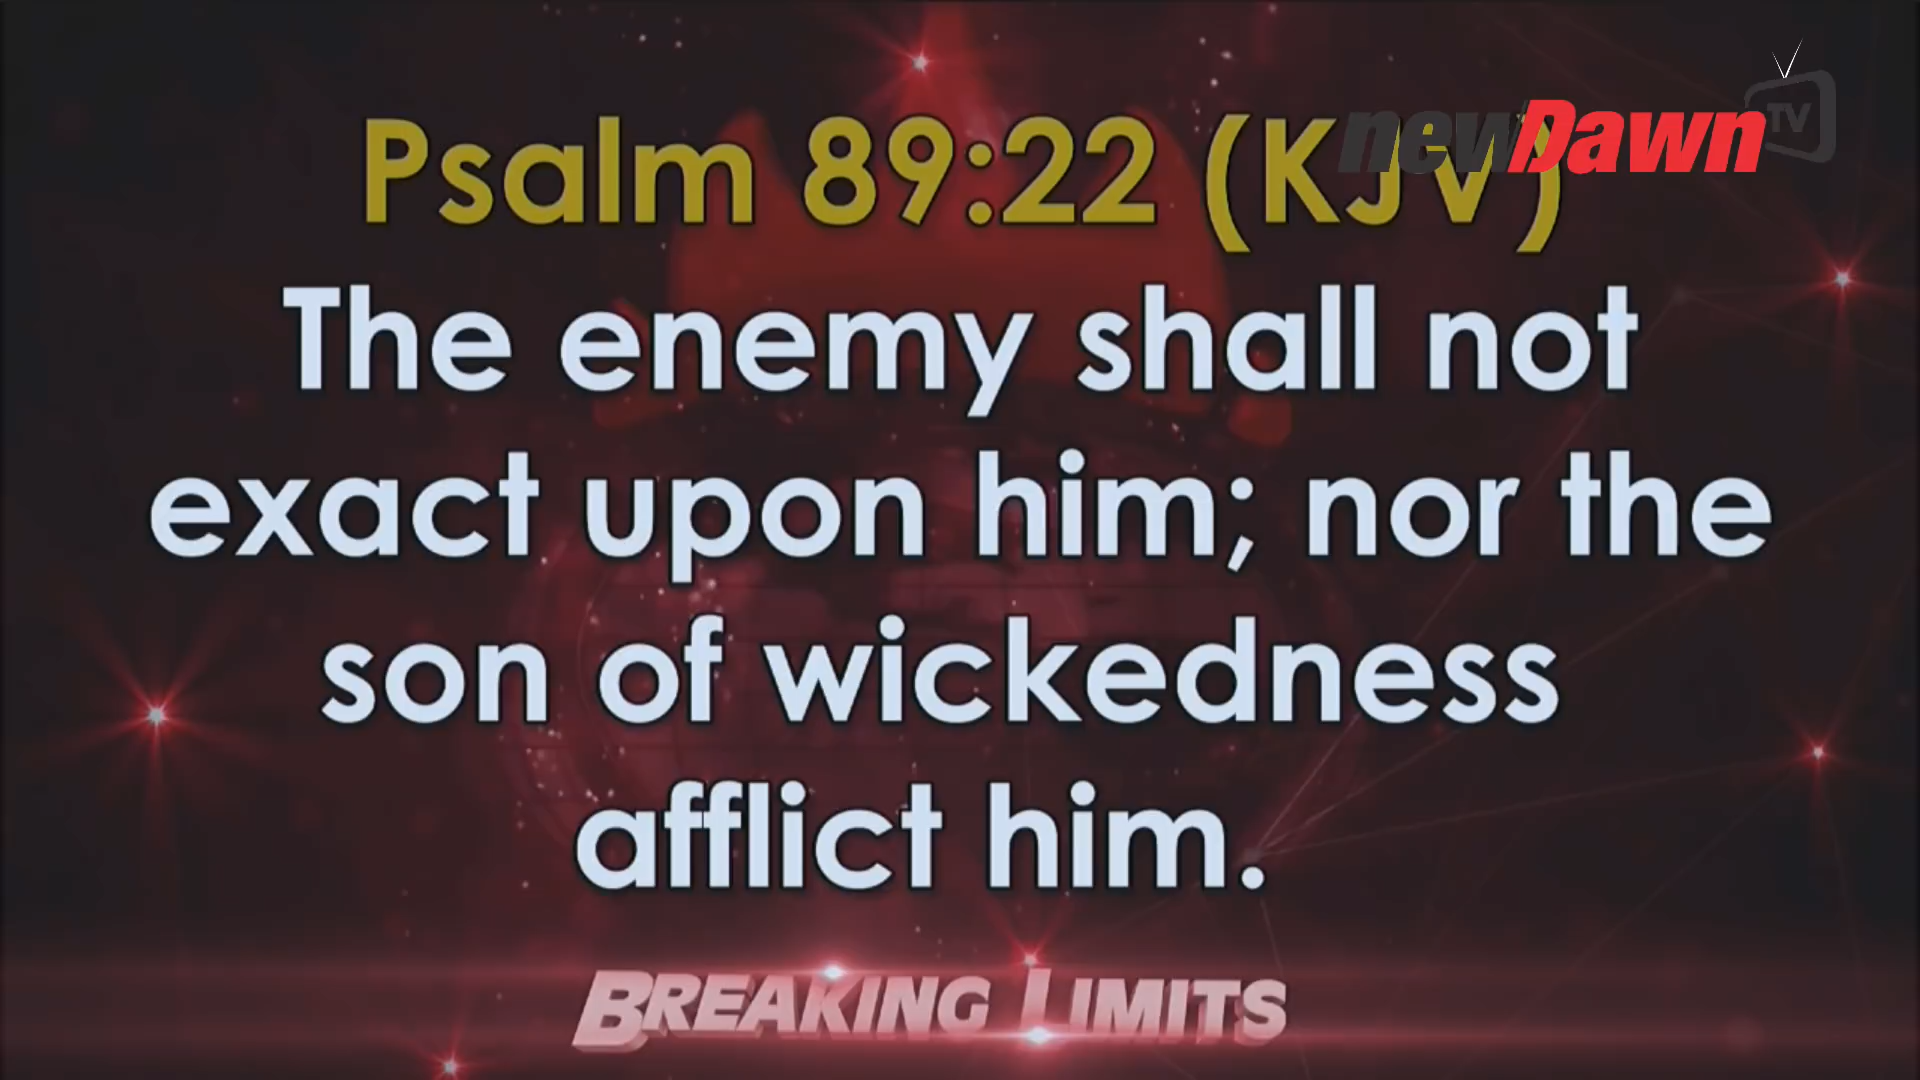 newDawn TV
Psalm 89:22 (KJV)
The enemy shall not
exact upon him; nor the
son of wickedness
afflict him.
BREAKING LIMITS